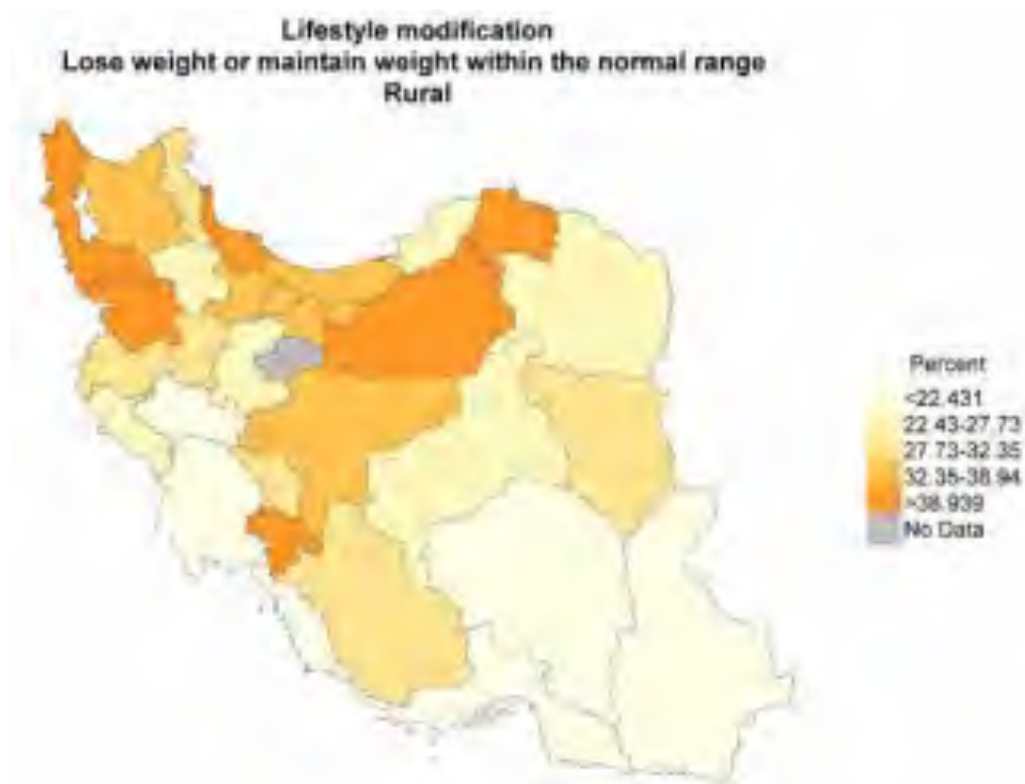 Lifestyle modification
Lose weight or maintain weight within the normal range
Rural
Percent
<22.431
22.43-27.73
27.73-32.35
32.35-38.94
>38.939
No Data